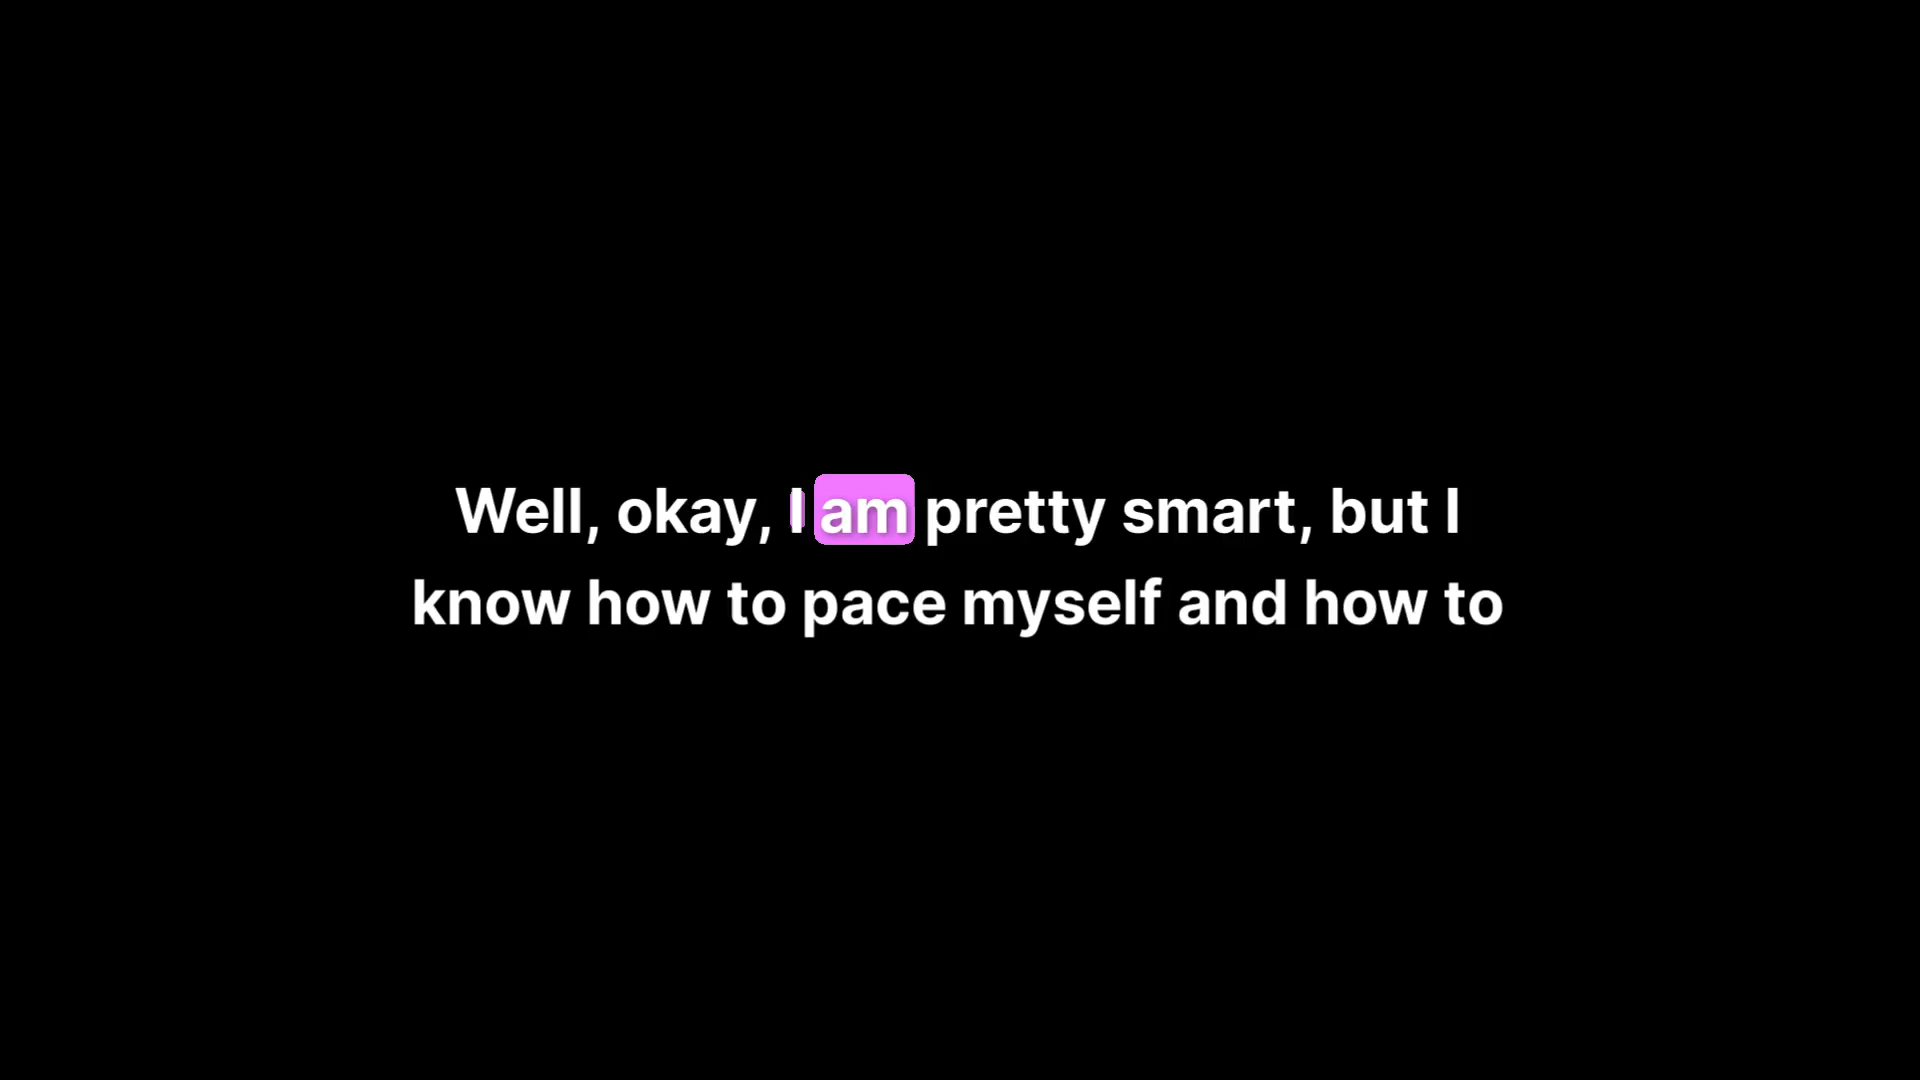 Well, okay, I am pretty smart, but I
know how to pace myself and how to